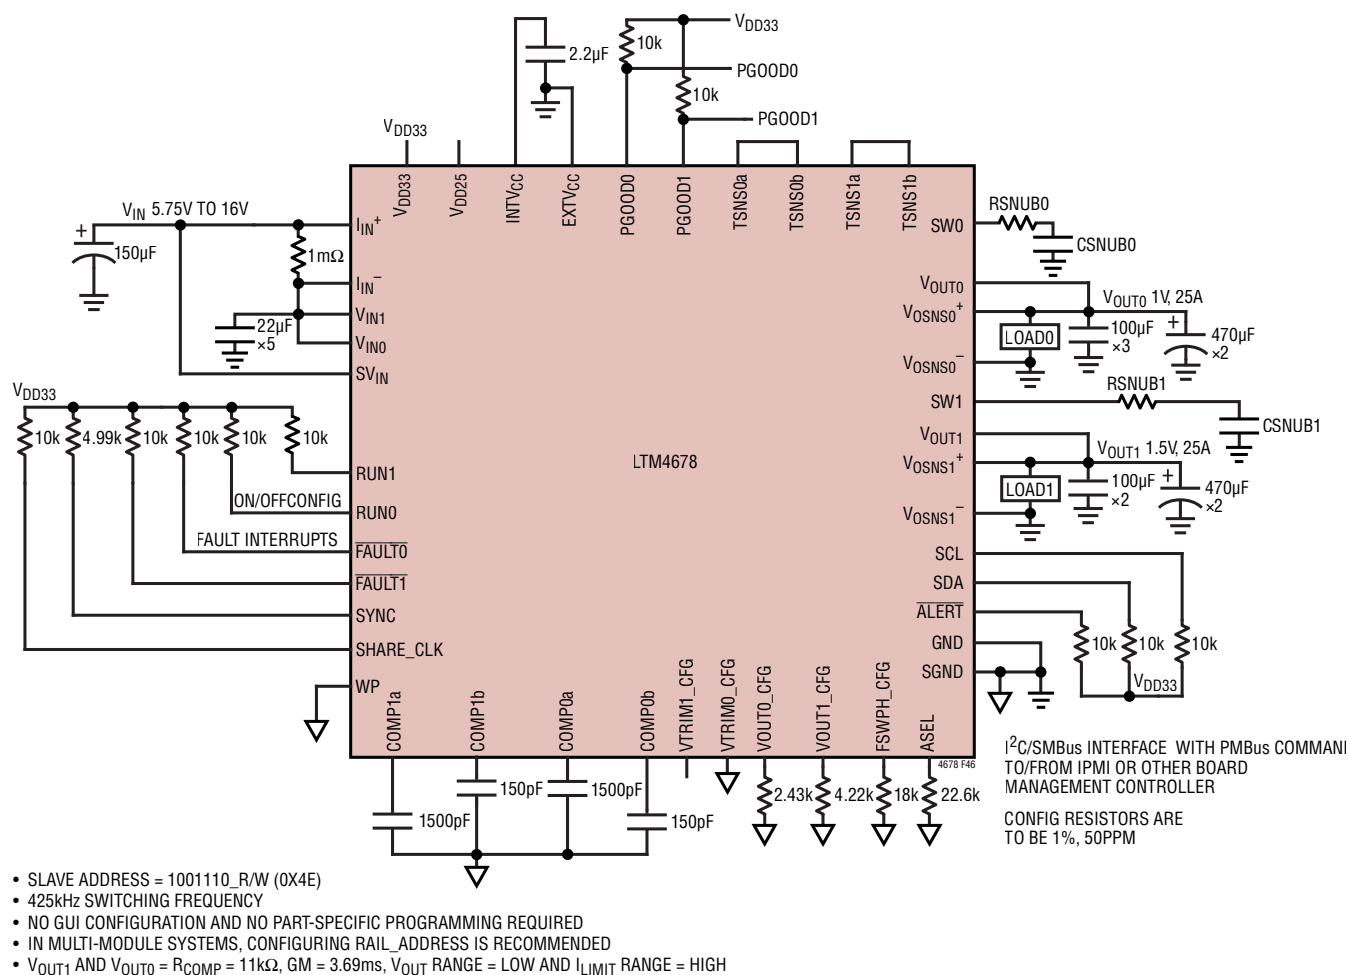 VDD33
10k
2.2µF
PGOOD0
10k
PGOOD1
VDD33
VDD33
VDD25
INTVCC
EXTVCC
PGOOD0
PGOOD1
TSNS0a
TSNS0b
TSNS1a
TSNS1b
VIN 5.75V TO 16V
+
150µF
1mΩ
22µF
×5
IIN+
IIN−
VIN1
VIN0
SVIN
VDD33
10k
4.99k
10k
10k
10k
10k
ON/OFFCONFIG
FAULT INTERRUPTS
RUN1
RUN0
FAULT0
FAULT1
SYNC
SHARE_CLK
WP
LTM4678
SW0
VOUT0
VOSNS0+
VOSNS0−
SW1
VOUT1
VOSNS1+
VOSNS1−
SCL
SDA
ALERT
GND
SGND
RSNUB0
CSNUB0
VOUT0 1V, 25A
LOAD0
100µF
×3
+
470µF
×2
RSNUB1
CSNUB1
VOUT1 1.5V, 25A
LOAD1
100µF
×2
+
470µF
×2
10k
10k
10k
VDD33
COMP1a
COMP1b
COMP0a
COMP0b
VTRIM1_CFG
VTRIM0_CFG
VOUT0_CFG
VOUT1_CFG
FSWPH_CFG
ASEL
4678 F46
1500pF
150pF
1500pF
150pF
2.43k
4.22k
18k
22.6k
I2C/SMBus INTERFACE WITH PMBus COMMAN
TO/FROM IPMI OR OTHER BOARD
MANAGEMENT CONTROLLER
CONFIG RESISTORS ARE
TO BE 1%, 50PPM
• SLAVE ADDRESS = 1001110_R/W (0X4E)
• 425kHz SWITCHING FREQUENCY
• NO GUI CONFIGURATION AND NO PART-SPECIFIC PROGRAMMING REQUIRED
• IN MULTI-MODULE SYSTEMS, CONFIGURING RAIL_ADDRESS IS RECOMMENDED
• VOUT1 AND VOUT0 = RCOMP = 11kΩ, GM = 3.69ms, VOUT RANGE = LOW AND ILIMIT RANGE = HIGH